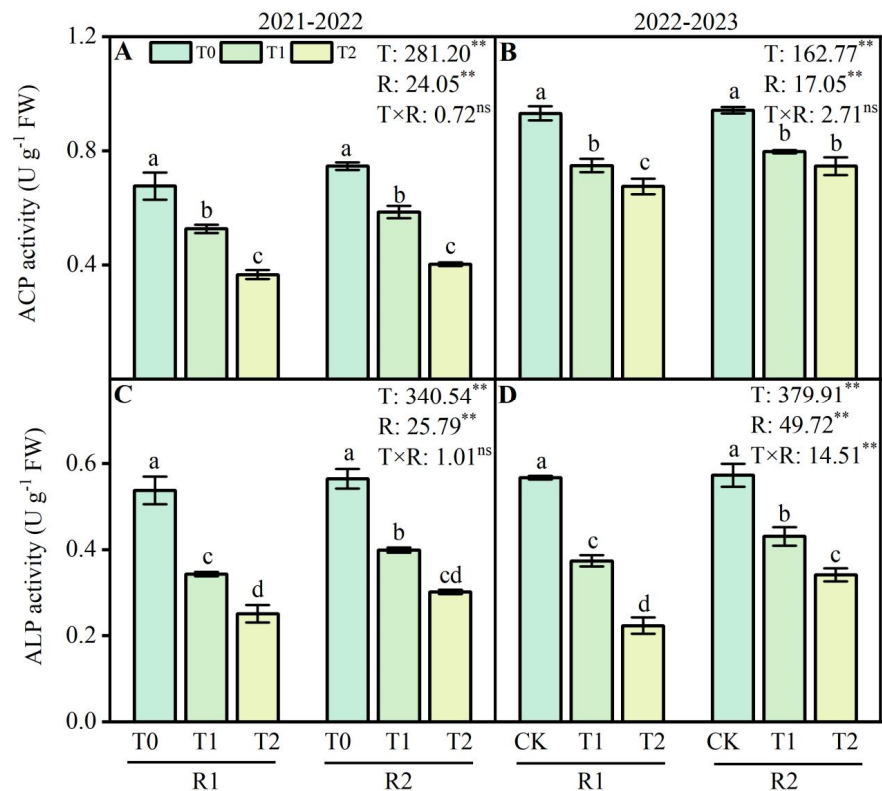 2021-2022
2022-2023
ACP activity (U g⁻¹ FW)
1.2
0.8
0.4
A
T0 T1 T2
T: 281.20**
R: 24.05**
T×R: 0.72ns
a
b
c
a
b
c
B
T: 162.77**
R: 17.05**
T×R: 2.71ns
a
b
c
a
b
b
ALP activity (U g⁻¹ FW)
0.6
0.4
0.2
0.0
C
T: 340.54**
R: 25.79**
T×R: 1.01ns
a
c
d
a
b
cd
D
T: 379.91**
R: 49.72**
T×R: 14.51**
a
c
d
a
b
c
T0 T1 T2 T0 T1 T2 CK T1 T2 CK T1 T2
R1 R2 R1 R2